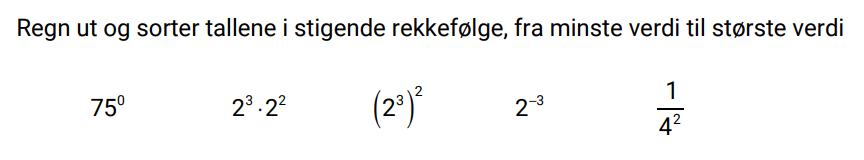 Regn ut og sorter tallene i stigende rekkefølge, fra minste verdi til største verdi
75⁰ 2³ · 2² (2³)² 2⁻³ 1/4²